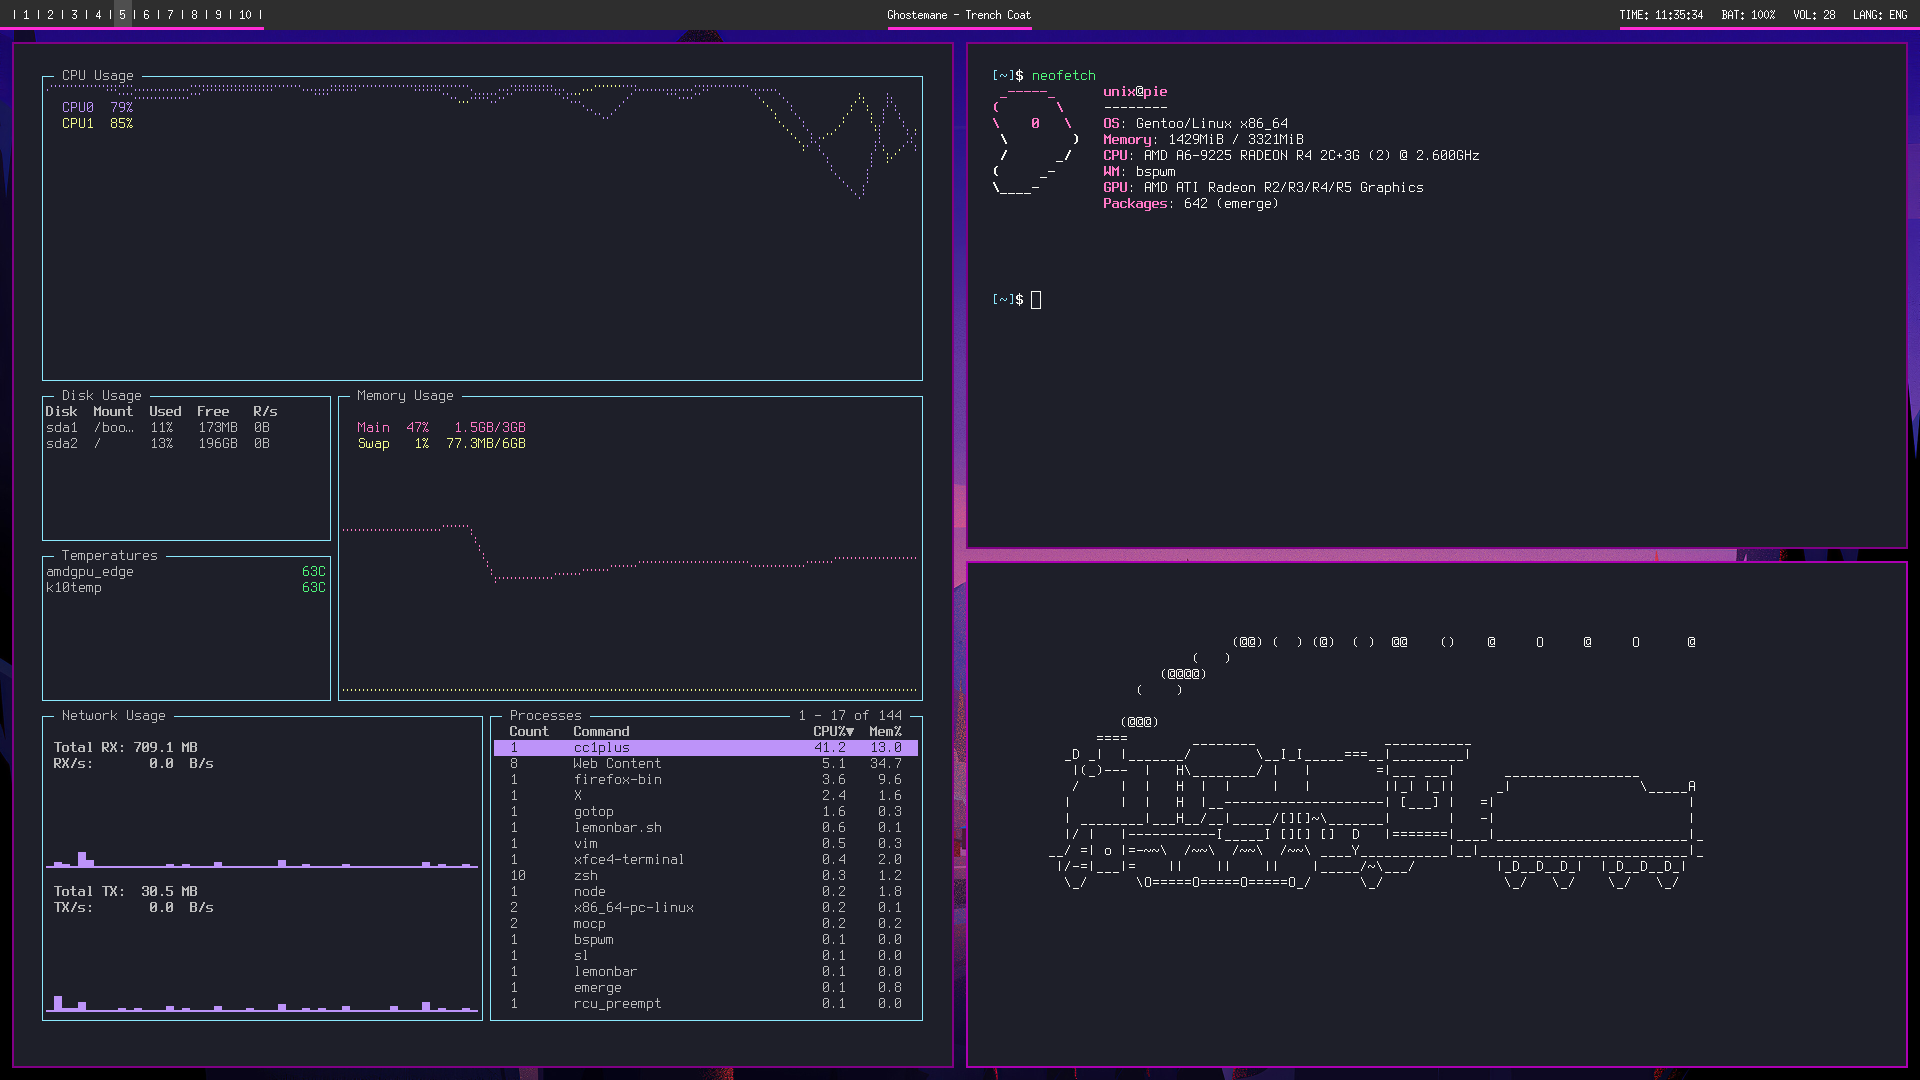 | 1 | 2 | 3 | 4 | 5 | 6 | 7 | 8 | 9 | 10 |
Ghostemane - Trench Coat
TIME: 11:35:34 BAT: 100% VOL: 28 LANG: ENG
CPU Usage
CPU0 79%
CPU1 85%
Disk Usage
Disk Mount Used Free R/s
sda1 /boo… 11% 173MB 0B
sda2 / 13% 196GB 0B
Memory Usage
Main 47% 1.5GB/3GB
Swap 1% 77.3MB/6GB
Temperatures
amdgpu_edge 63C
k10temp 63C
Network Usage
Total RX: 709.1 MB
RX/s: 0.0 B/s
Total TX: 30.5 MB
TX/s: 0.0 B/s
Processes 1 - 17 of 144
Count Command CPU%▼ Mem%
1 cc1plus 41.2 13.0
8 Web Content 5.1 34.7
1 firefox-bin 3.6 9.6
1 X 2.4 1.6
1 gotop 1.6 0.3
1 lemonbar.sh 0.6 0.1
1 vim 0.5 0.3
1 xfce4-terminal 0.4 2.0
10 zsh 0.3 1.2
1 node 0.2 1.8
2 x86_64-pc-linux 0.2 0.1
2 mocp 0.2 0.2
1 bspwm 0.1 0.0
1 sl 0.1 0.0
1 lemonbar 0.1 0.0
1 emerge 0.1 0.8
1 rcu_preempt 0.1 0.0
[~]$ neofetch
unix@pie
--------
OS: Gentoo/Linux x86_64
Memory: 1429MiB / 3321MiB
CPU: AMD A6-9225 RADEON R4 2C+3G (2) @ 2.600GHz
WM: bspwm
GPU: AMD ATI Radeon R2/R3/R4/R5 Graphics
Packages: 642 (emerge)
[~]$